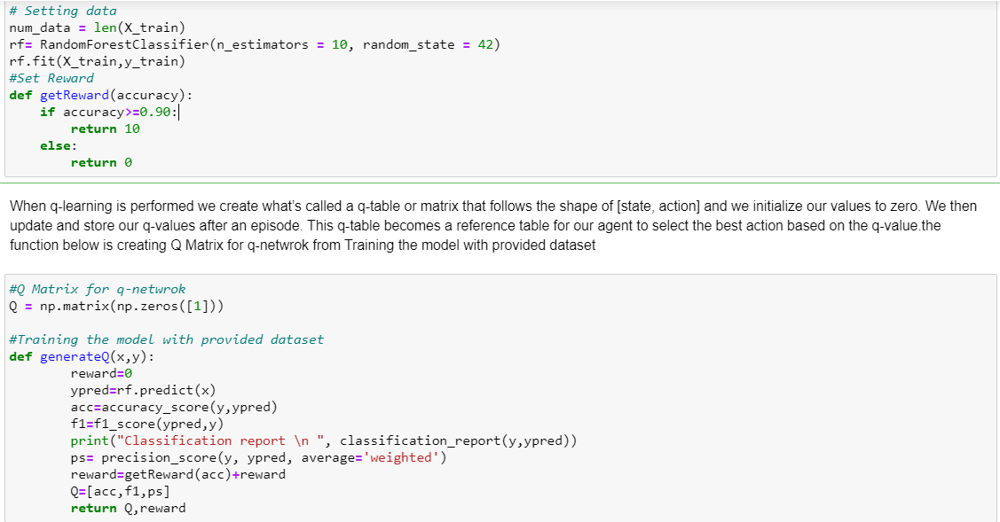 # Setting data
num_data = len(X_train)
rf= RandomForestClassifier(n_estimators = 10, random_state = 42)
rf.fit(X_train,y_train)
#Set Reward
def getReward(accuracy):
    if accuracy>=0.90:
        return 10
    else:
        return 0
When q-learning is performed we create what’s called a q-table or matrix that follows the shape of [state, action] and we initialize our values to zero. We then
update and store our q-values after an episode. This q-table becomes a reference table for our agent to select the best action based on the q-value.the
function below is creating Q Matrix for q-netwrok from Training the model with provided dataset
#Q Matrix for q-netwrok
Q = np.matrix(np.zeros([1]))
#Training the model with provided dataset
def generateQ(x,y):
        reward=0
        ypred=rf.predict(x)
        acc=accuracy_score(y,ypred)
        f1=f1_score(ypred,y)
        print("Classification report \n ", classification_report(y,ypred))
        ps= precision_score(y, ypred, average='weighted')
        reward=getReward(acc)+reward
        Q=[acc,f1,ps]
        return Q,reward